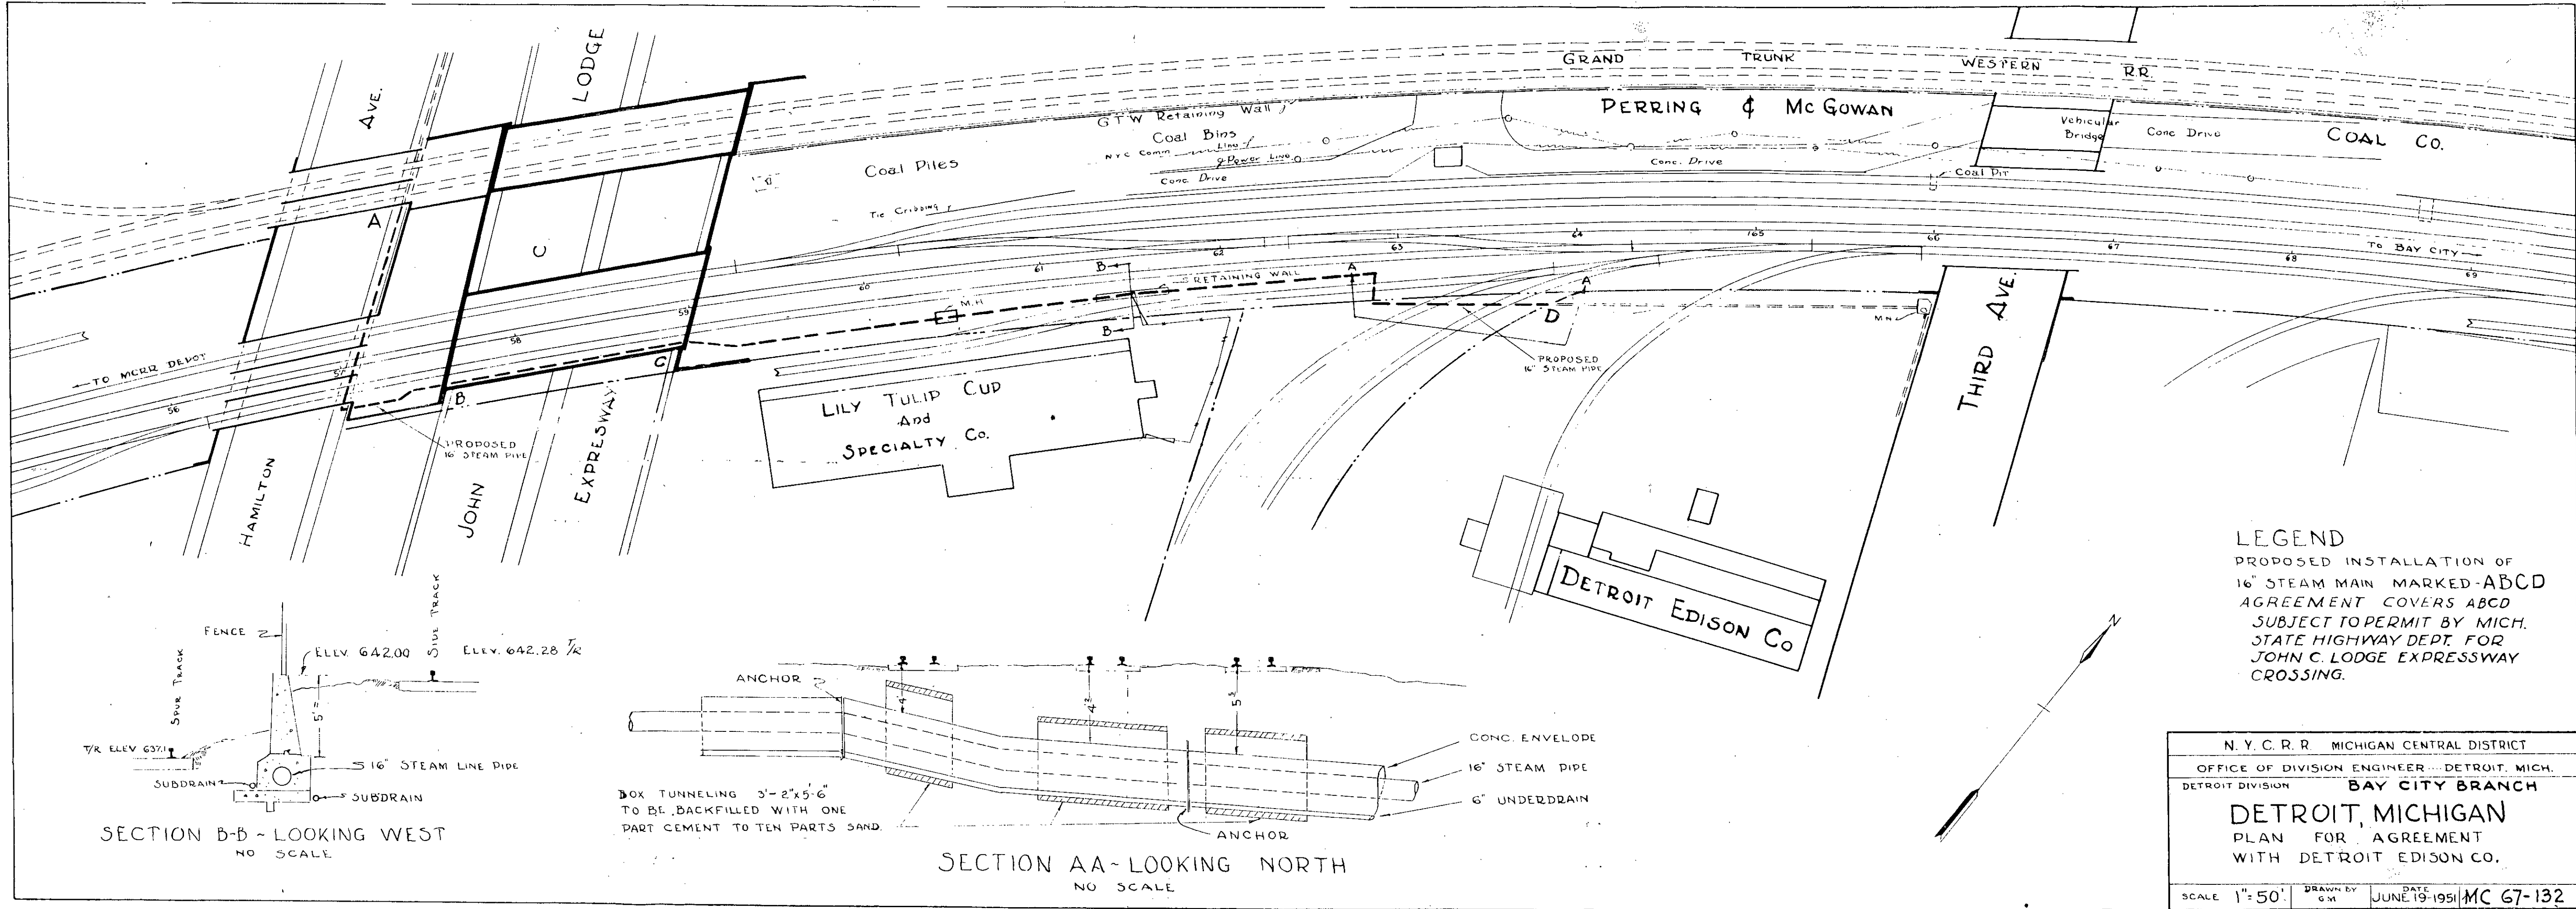 GRAND TRUNK WESTERN R.R.
AVE.
LODGE
GTW Retaining Wall
Coal Bins
NYC Comm Line
& Power Line
Conc. Drive
Coal Piles
Tie Cribbing
PERRING & Mc GOWAN
Conc. Drive
Vehicular
Bridge
Conc Drive
COAL CO.
Coal Pit
A
C
TO BAY CITY
56
57
58
59
60
61
62
63
64
65
66
67
68
69
B
B
RETAINING WALL
A
A
D
M.H
MH
TO MCRR DEPOT
B
C
PROPOSED
16" STEAM PIPE
PROPOSED
16" STEAM PIPE
HAMILTON
JOHN
EXPRESWAY
LILY TULIP CUP
And
SPECIALTY Co.
THIRD AVE.
DETROIT EDISON Co
N
LEGEND
PROPOSED INSTALLATION OF
16" STEAM MAIN MARKED-ABCD
AGREEMENT COVERS ABCD
SUBJECT TO PERMIT BY MICH.
STATE HIGHWAY DEPT. FOR
JOHN C. LODGE EXPRESSWAY
CROSSING.
SPUR TRACK
FENCE
ELEV. 642.00
SIDE TRACK
ELEV. 642.28 T/R
5'
T/R ELEV 637.1
16" STEAM LINE PIPE
SUBDRAIN
SUBDRAIN
SECTION B-B ~ LOOKING WEST
NO SCALE
ANCHOR
BOX TUNNELING 3'-2"x5'-6"
TO BE BACKFILLED WITH ONE
PART CEMENT TO TEN PARTS SAND.
CONC. ENVELOPE
16" STEAM PIPE
6" UNDERDRAIN
ANCHOR
SECTION AA ~ LOOKING NORTH
NO SCALE
N. Y. C. R. R. MICHIGAN CENTRAL DISTRICT
OFFICE OF DIVISION ENGINEER---DETROIT, MICH.
DETROIT DIVISION BAY CITY BRANCH
DETROIT, MICHIGAN
PLAN FOR AGREEMENT
WITH DETROIT EDISON CO.
SCALE 1"=50' DRAWN BY GM DATE JUNE 19-1951 MC 67-132